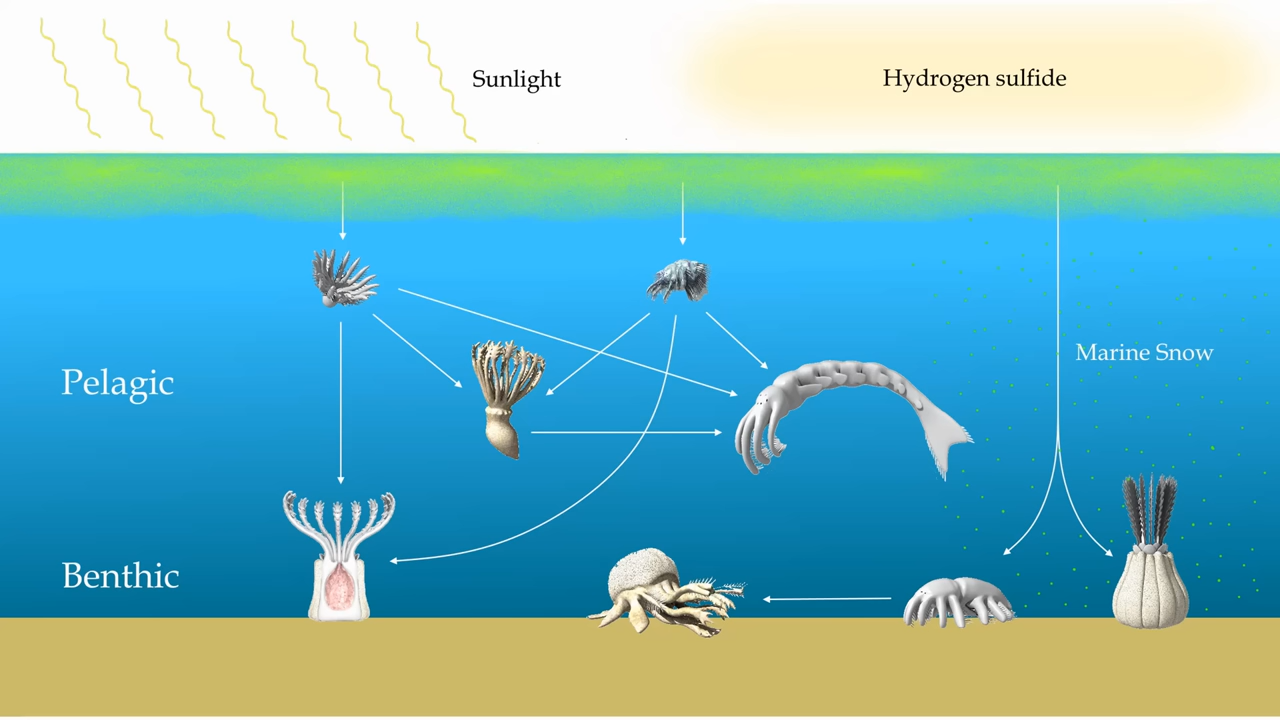 Sunlight
Hydrogen sulfide
Marine Snow
Pelagic
Benthic